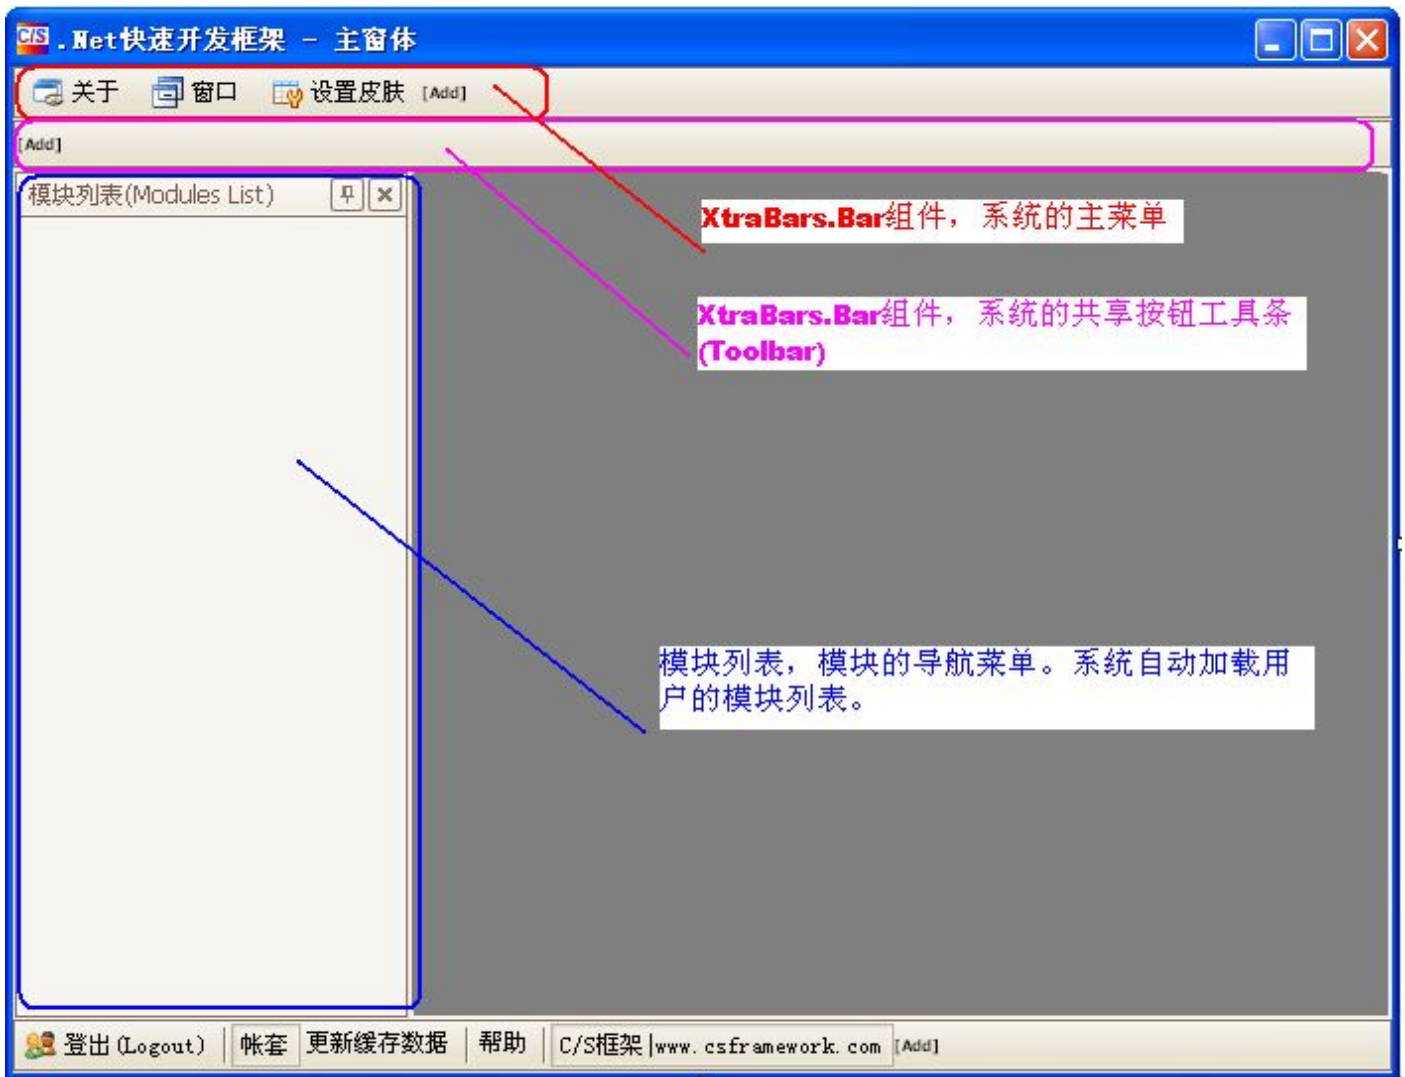 C/S .Net快速开发框架 - 主窗体
关于 窗口 设置皮肤 [Add]
[Add]
模块列表(Modules List)
XtraBars.Bar组件，系统的主菜单
XtraBars.Bar组件，系统的共享按钮工具条
(Toolbar)
模块列表，模块的导航菜单。系统自动加载用
户的模块列表。
登出(Logout) 帐套 更新缓存数据 帮助 C/S框架|www.csframework.com [Add]